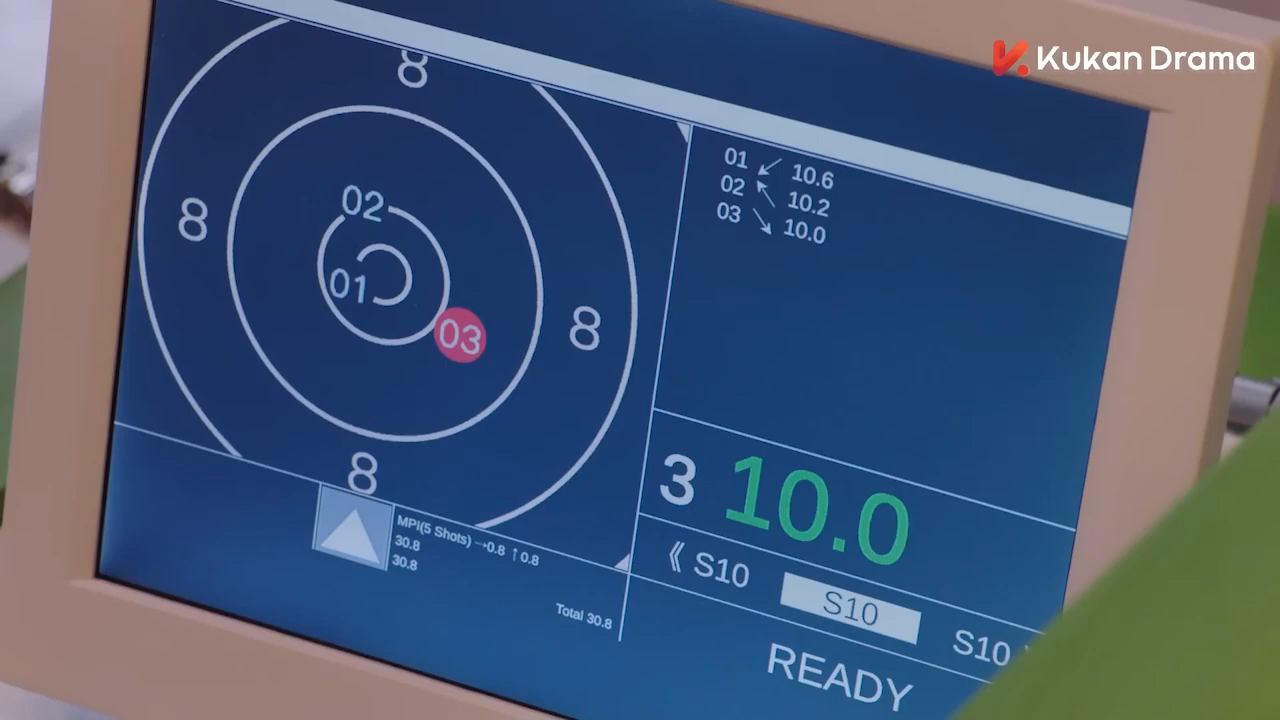 Kukan Drama
8
02
8
01
03
8
8
01 ↙ 10.6
02 ↖ 10.2
03 ↘ 10.0
3 10.0
MPI(5 Shots) →0.8 ↑0.8
30.8
30.8
Total 30.8
《 S10 S10 S10
READY